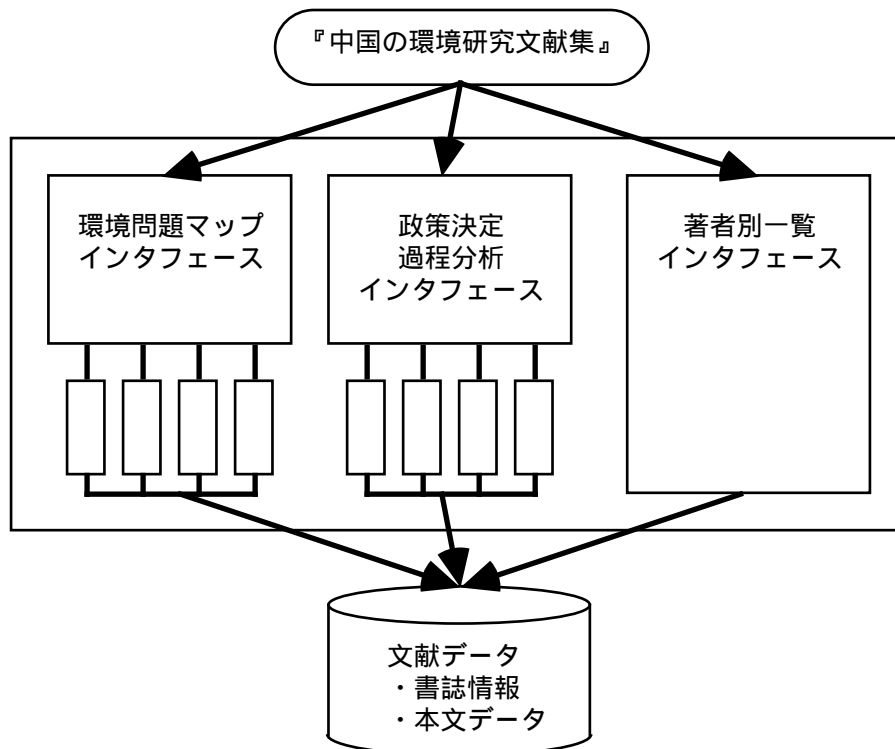 『中国の環境研究文献集』
環境問題マップ
インタフェース
政策決定
過程分析
インタフェース
著者別一覧
インタフェース
文献データ
・書誌情報
・本文データ